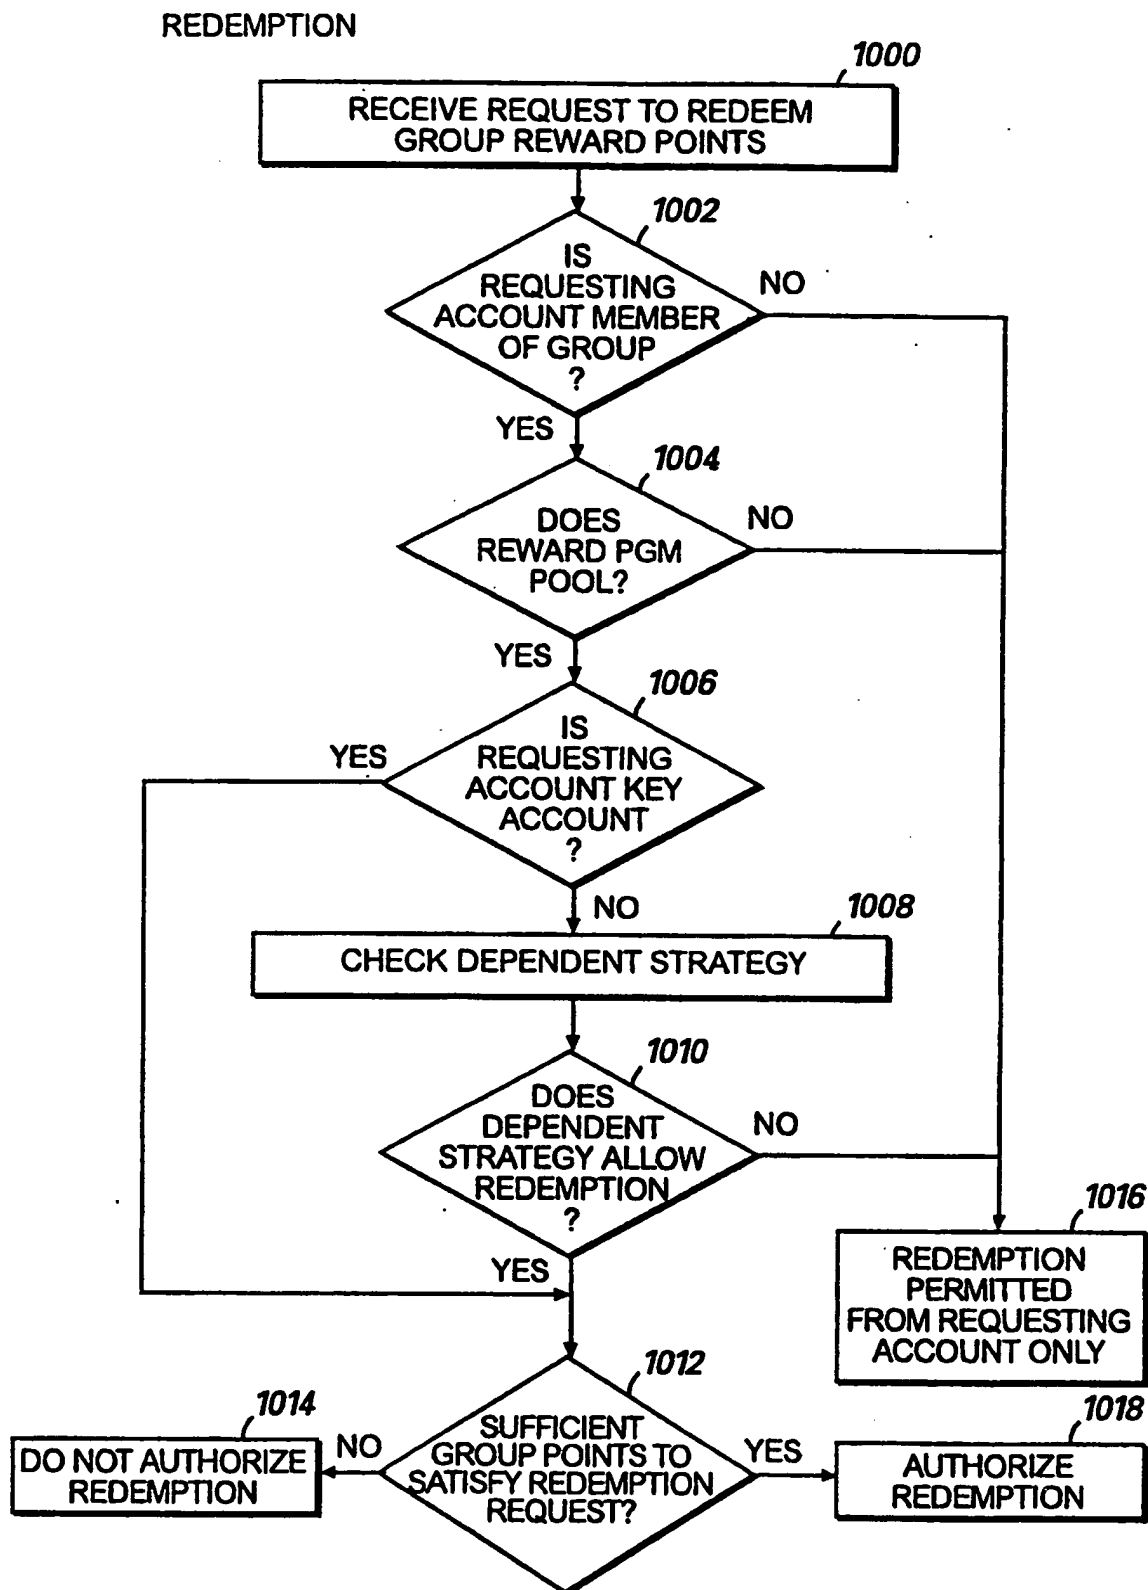 REDEMPTION
1000
RECEIVE REQUEST TO REDEEM
GROUP REWARD POINTS
1002
IS
REQUESTING
ACCOUNT MEMBER
OF GROUP
?
NO
YES
1004
DOES
REWARD PGM
POOL?
NO
YES
1006
IS
REQUESTING
ACCOUNT KEY
ACCOUNT
?
YES
NO
1008
CHECK DEPENDENT STRATEGY
1010
DOES
DEPENDENT
STRATEGY ALLOW
REDEMPTION
?
NO
YES
1016
REDEMPTION
PERMITTED
FROM REQUESTING
ACCOUNT ONLY
1012
SUFFICIENT
GROUP POINTS TO
SATISFY REDEMPTION
REQUEST?
NO
YES
1014
DO NOT AUTHORIZE
REDEMPTION
1018
AUTHORIZE
REDEMPTION